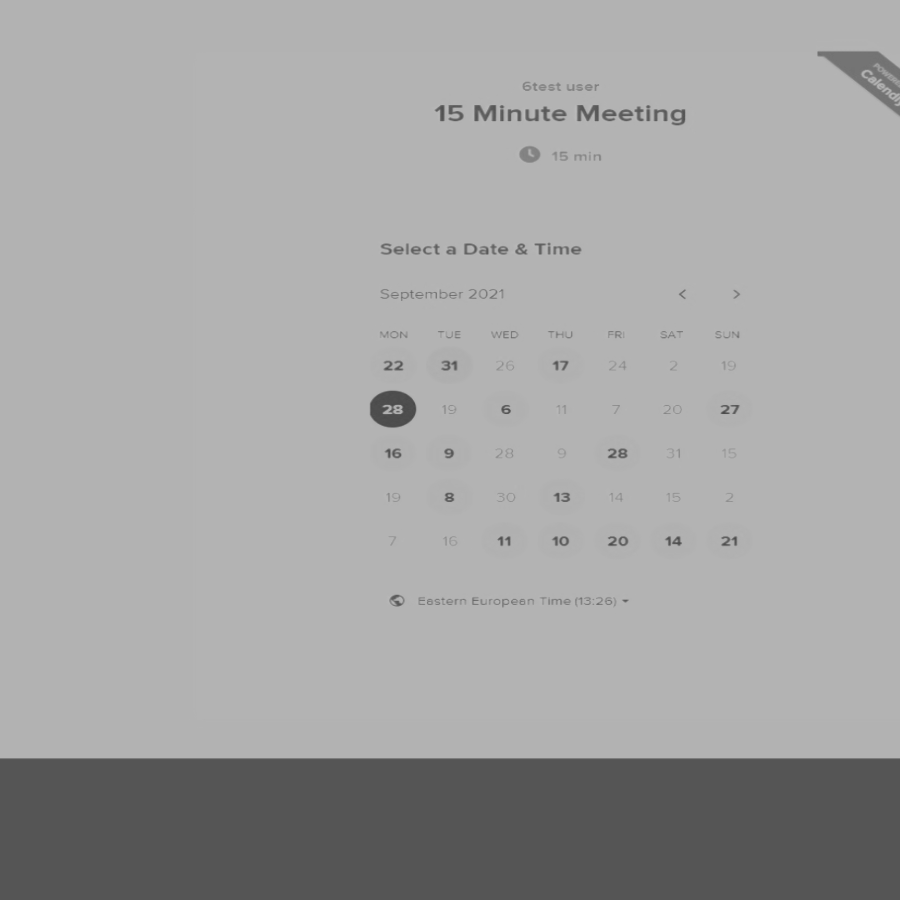 6test user
15 Minute Meeting
15 min
Select a Date & Time
September 2021
MON TUE WED THU FRI SAT SUN
22 31 26 17 24 2 19
28 19 6 11 7 20 27
16 9 28 9 28 31 15
19 8 30 13 14 15 2
7 16 11 10 20 14 21
Eastern European Time (13:26)